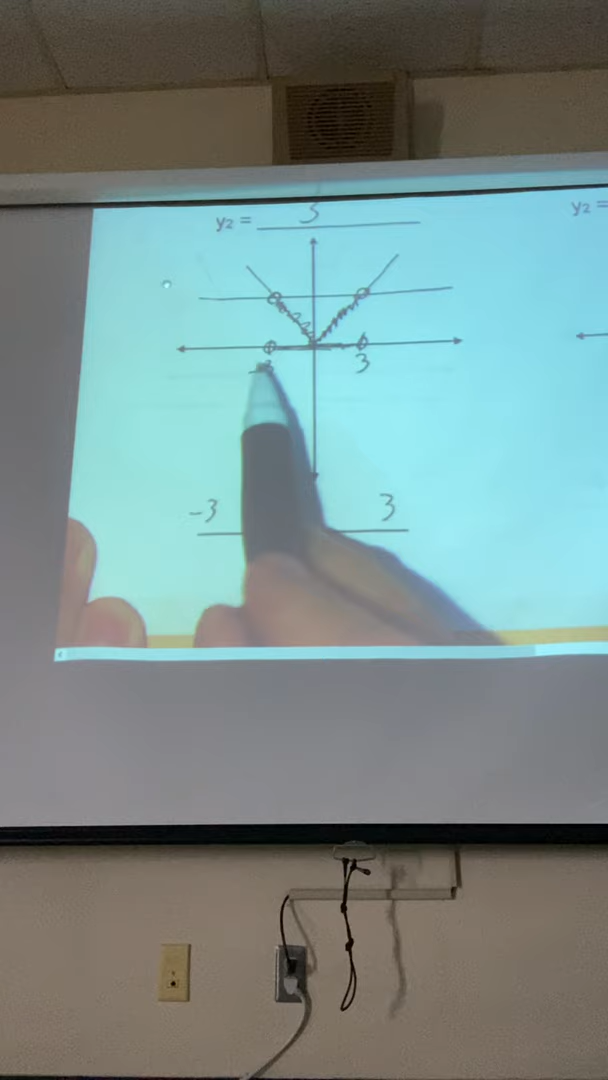 y₂ = 3
y₂ =
-3 3
-3 3